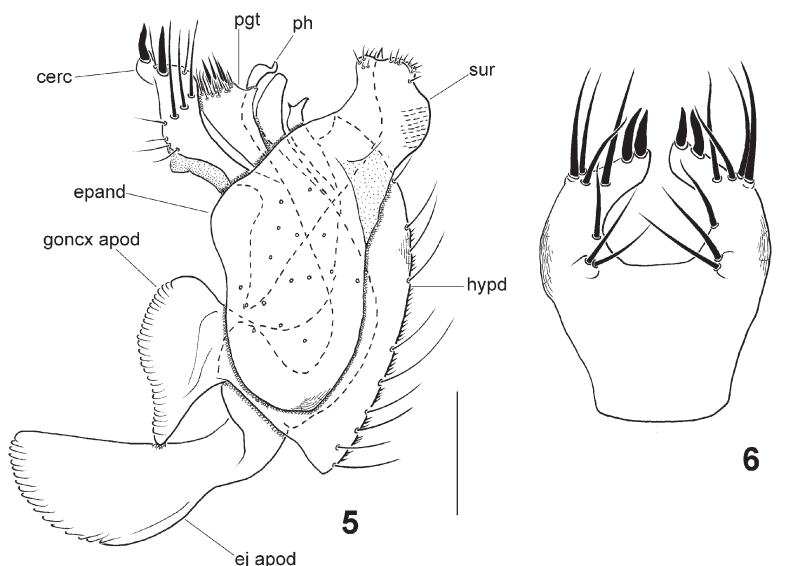 pgt
ph
cerc
sur
epand
goncx apod
hypd
5
6
ej apod